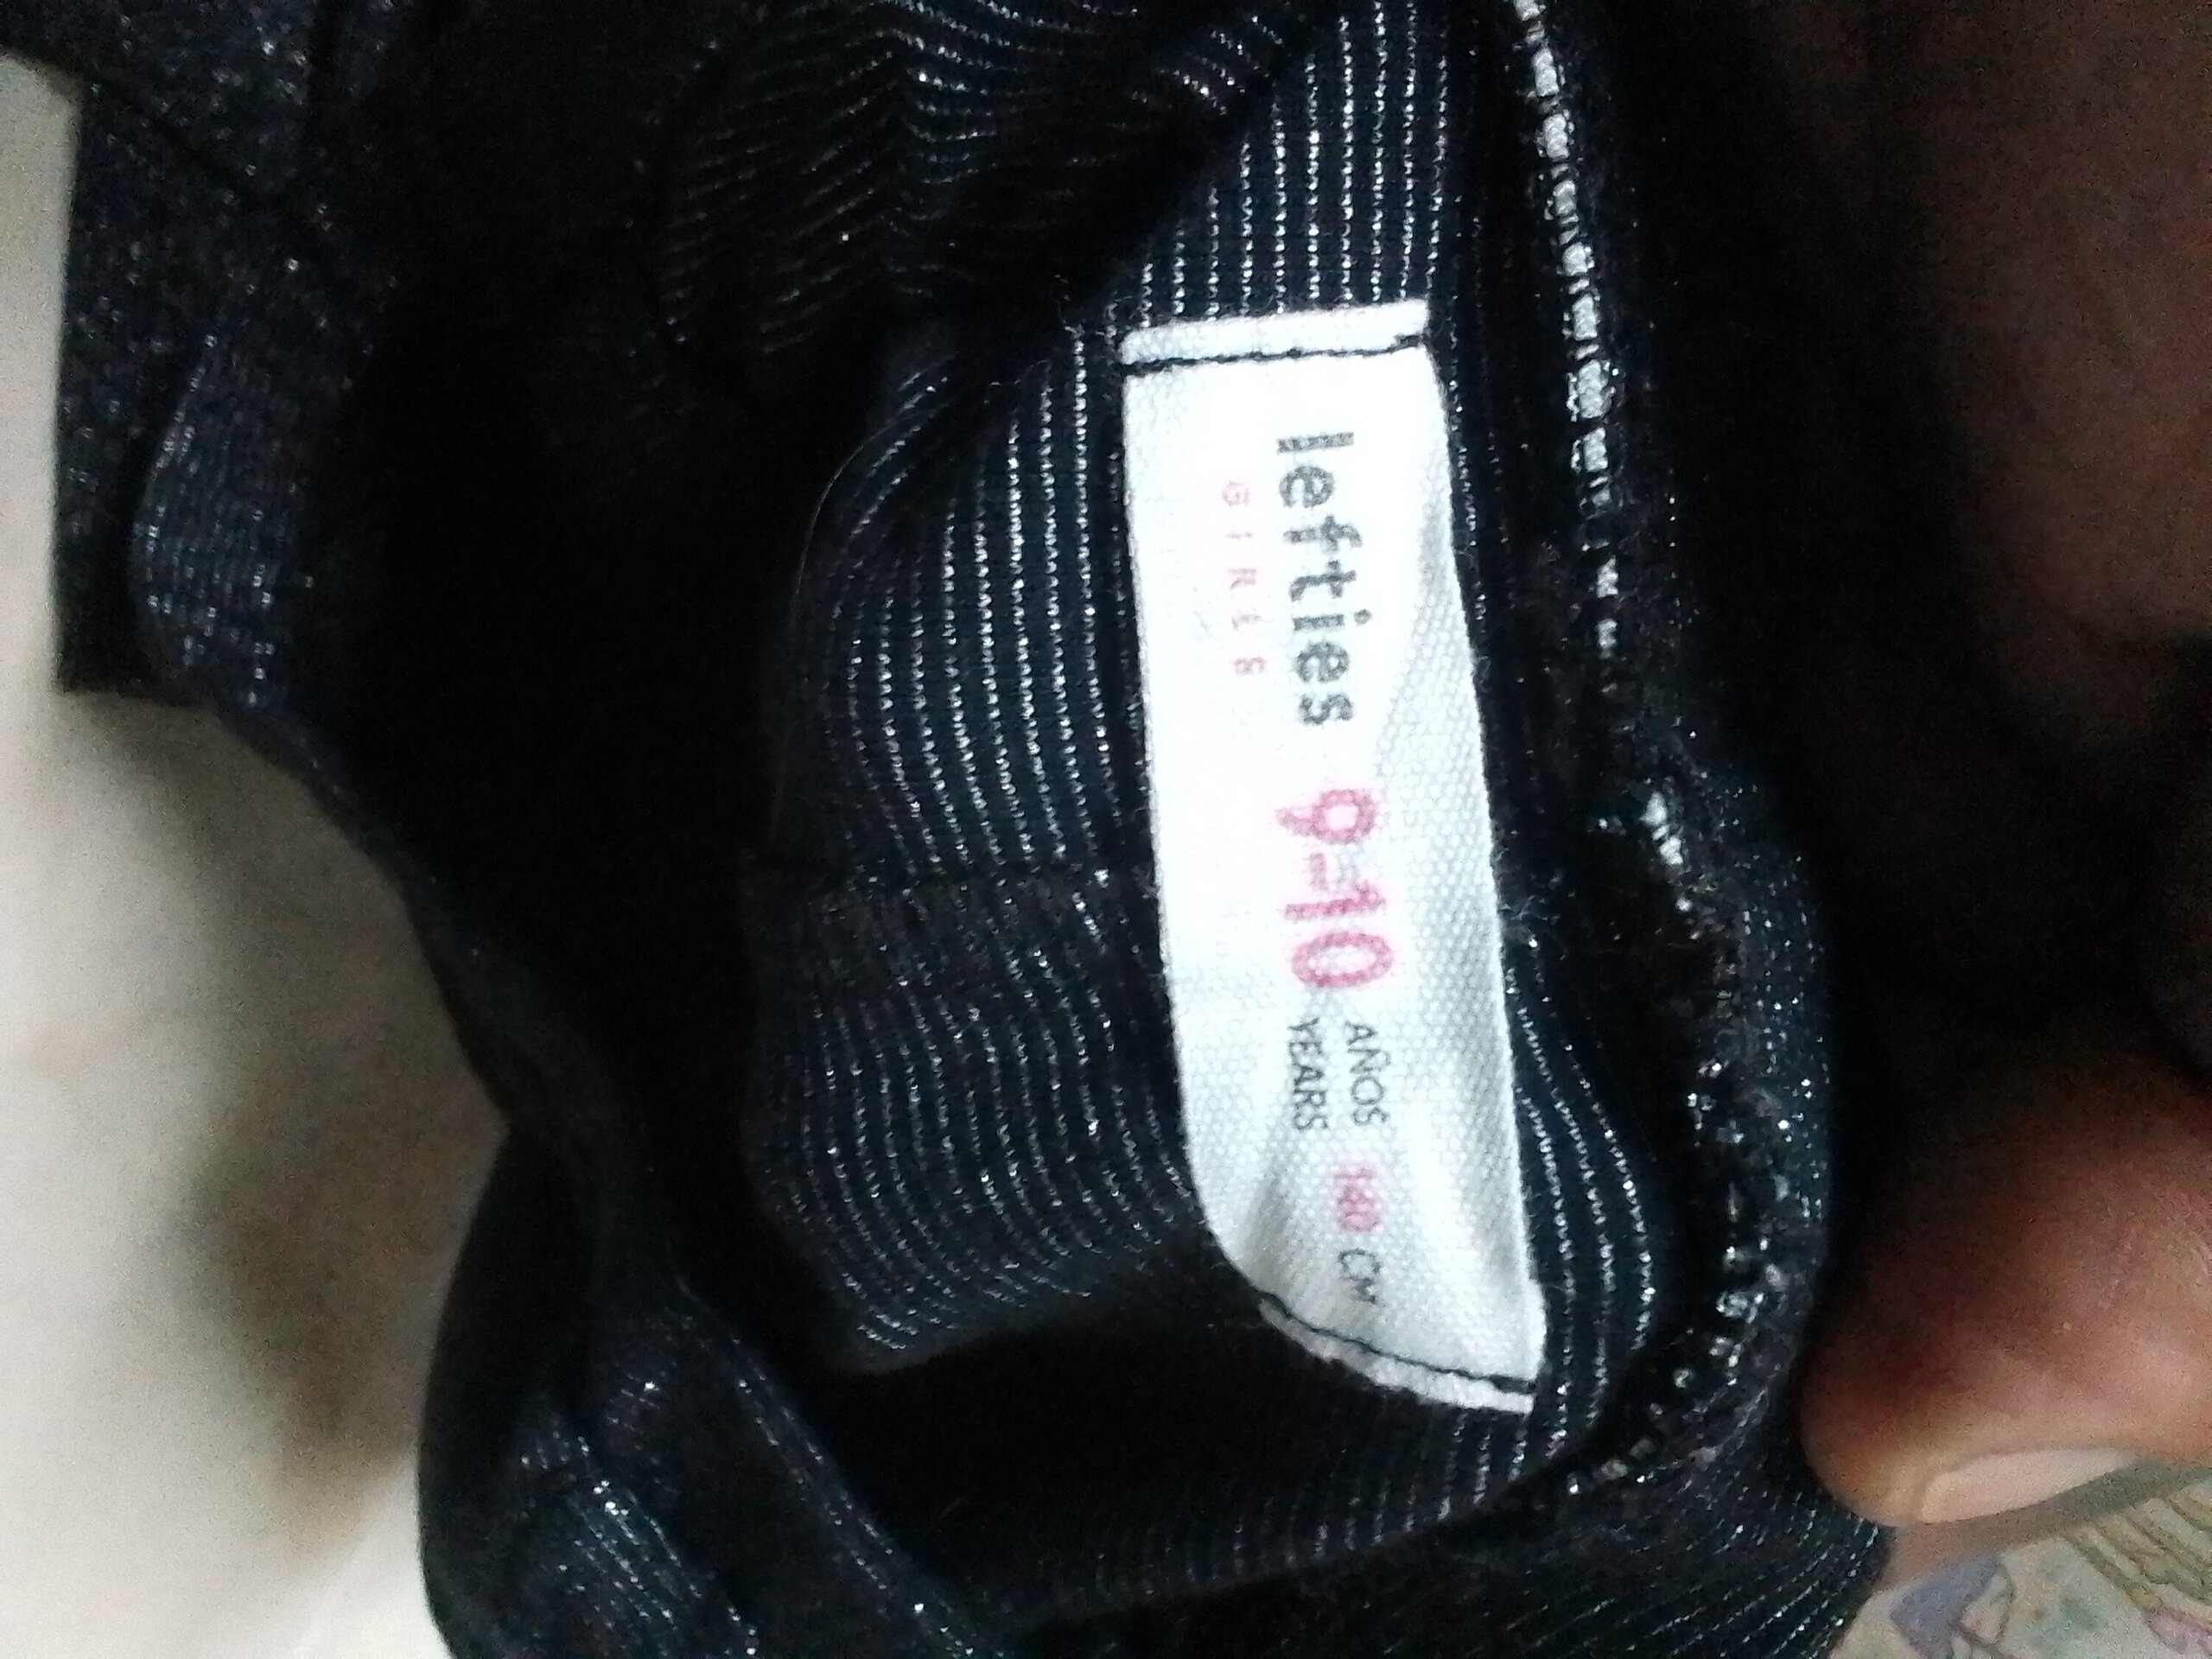 lefties
GIRLS
9-10
AÑOS
YEARS
140 CM